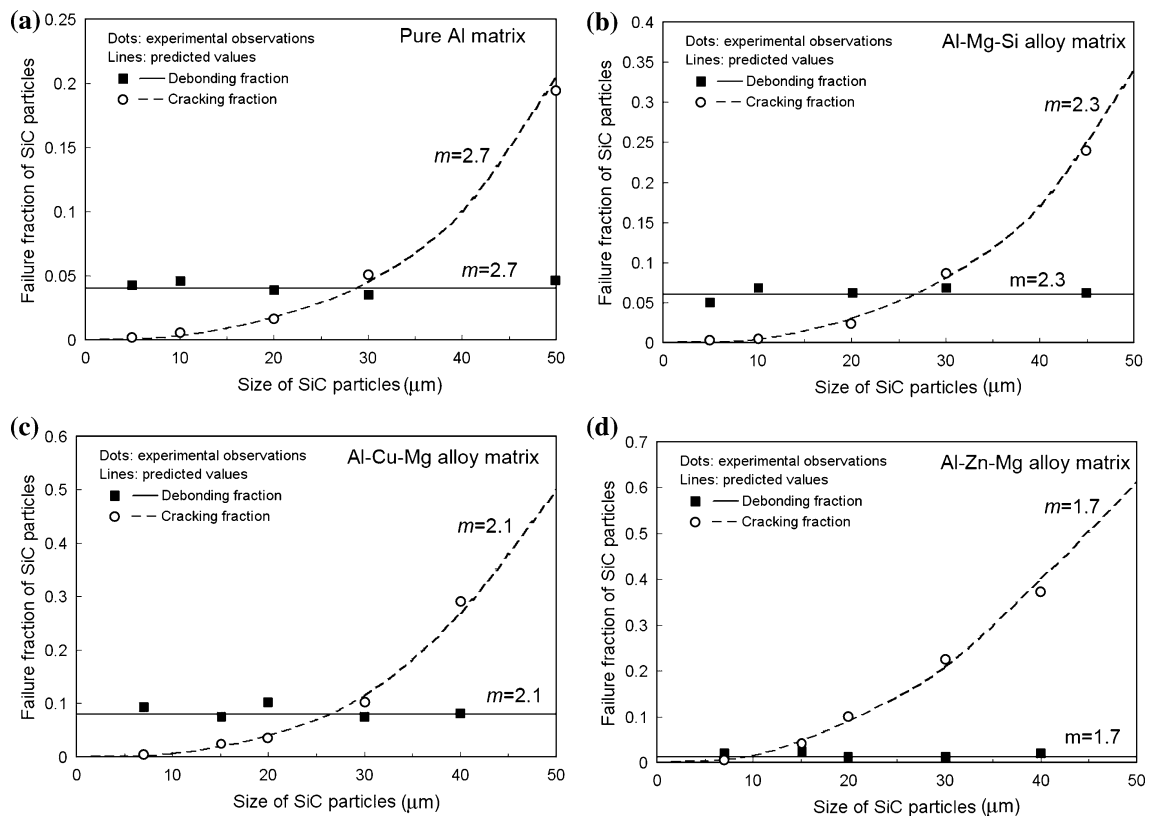 (a)
Dots: experimental observations
Lines: predicted values
Debonding fraction
Cracking fraction
Pure Al matrix
m=2.7
m=2.7
Failure fraction of SiC particles
0.25
0.2
0.15
0.1
0.05
0
0 10 20 30 40 50
Size of SiC particles (μm)
(b)
Dots: experimental observations
Lines: predicted values
Debonding fraction
Cracking fraction
Al-Mg-Si alloy matrix
m=2.3
m=2.3
Failure fraction of SiC particles
0.4
0.35
0.3
0.25
0.2
0.15
0.1
0.05
0
0 10 20 30 40 50
Size of SiC particles (μm)
(c)
Dots: experimental observations
Lines: predicted values
Debonding fraction
Cracking fraction
Al-Cu-Mg alloy matrix
m=2.1
m=2.1
Failure fraction of SiC particles
0.6
0.5
0.4
0.3
0.2
0.1
0
0 10 20 30 40 50
Size of SiC particles (μm)
(d)
Dots: experimental observations
Lines: predicted values
Debonding fraction
Cracking fraction
Al-Zn-Mg alloy matrix
m=1.7
m=1.7
Failure fraction of SiC particles
0.7
0.6
0.5
0.4
0.3
0.2
0.1
0
0 10 20 30 40 50
Size of SiC particles (μm)